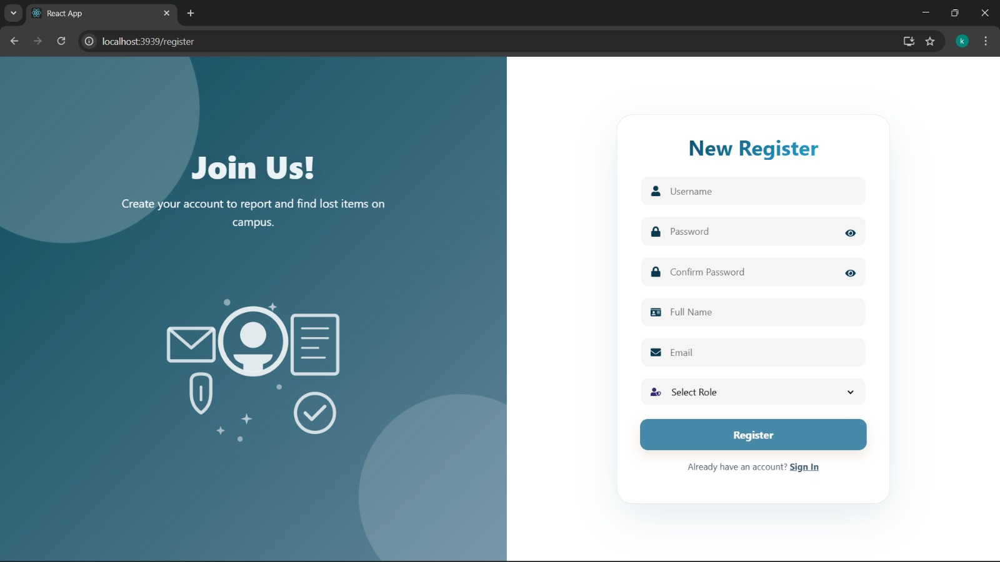 React App
localhost:3939/register
k
Join Us!
Create your account to report and find lost items on
campus.
New Register
Username
Password
Confirm Password
Full Name
Email
Select Role
Register
Already have an account? Sign In